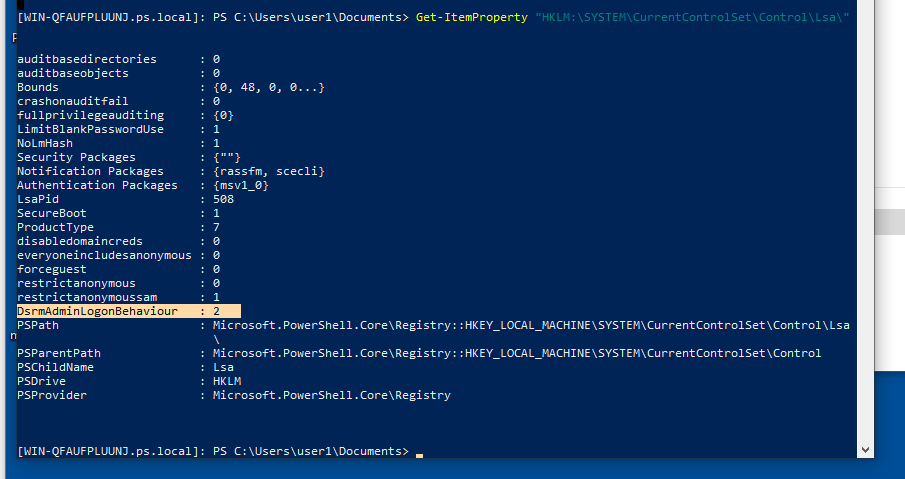 [WIN-QFAUFPLUUNJ.ps.local]: PS C:\Users\user1\Documents> Get-ItemProperty "HKLM:\SYSTEM\CurrentControlSet\Control\Lsa\"
auditbasedirectories : 0
auditbaseobjects : 0
Bounds : {0, 48, 0, 0...}
crashonauditfail : 0
fullprivilegeauditing : {0}
LimitBlankPasswordUse : 1
NoLmHash : 1
Security Packages : {""}
Notification Packages : {rassfm, scecli}
Authentication Packages : {msv1_0}
LsaPid : 508
SecureBoot : 1
ProductType : 7
disabledomaincreds : 0
everyoneincludesanonymous : 0
forceguest : 0
restrictanonymous : 0
restrictanonymoussam : 1
DsrmAdminLogonBehaviour : 2
PSPath : Microsoft.PowerShell.Core\Registry::HKEY_LOCAL_MACHINE\SYSTEM\CurrentControlSet\Control\Lsa
\
PSParentPath : Microsoft.PowerShell.Core\Registry::HKEY_LOCAL_MACHINE\SYSTEM\CurrentControlSet\Control
PSChildName : Lsa
PSDrive : HKLM
PSProvider : Microsoft.PowerShell.Core\Registry
[WIN-QFAUFPLUUNJ.ps.local]: PS C:\Users\user1\Documents>